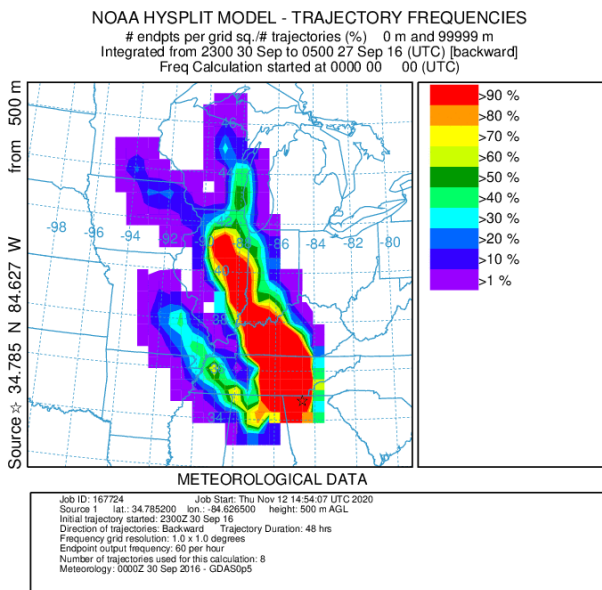 NOAA HYSPLIT MODEL - TRAJECTORY FREQUENCIES
# endpts per grid sq./# trajectories (%) 0 m and 99999 m
Integrated from 2300 30 Sep to 0500 27 Sep 16 (UTC) [backward]
Freq Calculation started at 0000 00 00 (UTC)
Source ☆ 34.785 N 84.627 W from 500 m
>90 %
>80 %
>70 %
>60 %
>50 %
>40 %
>30 %
>20 %
>10 %
>1 %
46
44
-98 -96 -94 -92 -86 -84 -82 -80
40
38
34
METEOROLOGICAL DATA
Job ID: 167724 Job Start: Thu Nov 12 14:54:07 UTC 2020
Source 1 lat.: 34.785200 lon.: -84.626500 height: 500 m AGL
Initial trajectory started: 2300Z 30 Sep 16
Direction of trajectories: Backward Trajectory Duration: 48 hrs
Frequency grid resolution: 1.0 x 1.0 degrees
Endpoint output frequency: 60 per hour
Number of trajectories used for this calculation: 8
Meteorology: 0000Z 30 Sep 2016 - GDAS0p5